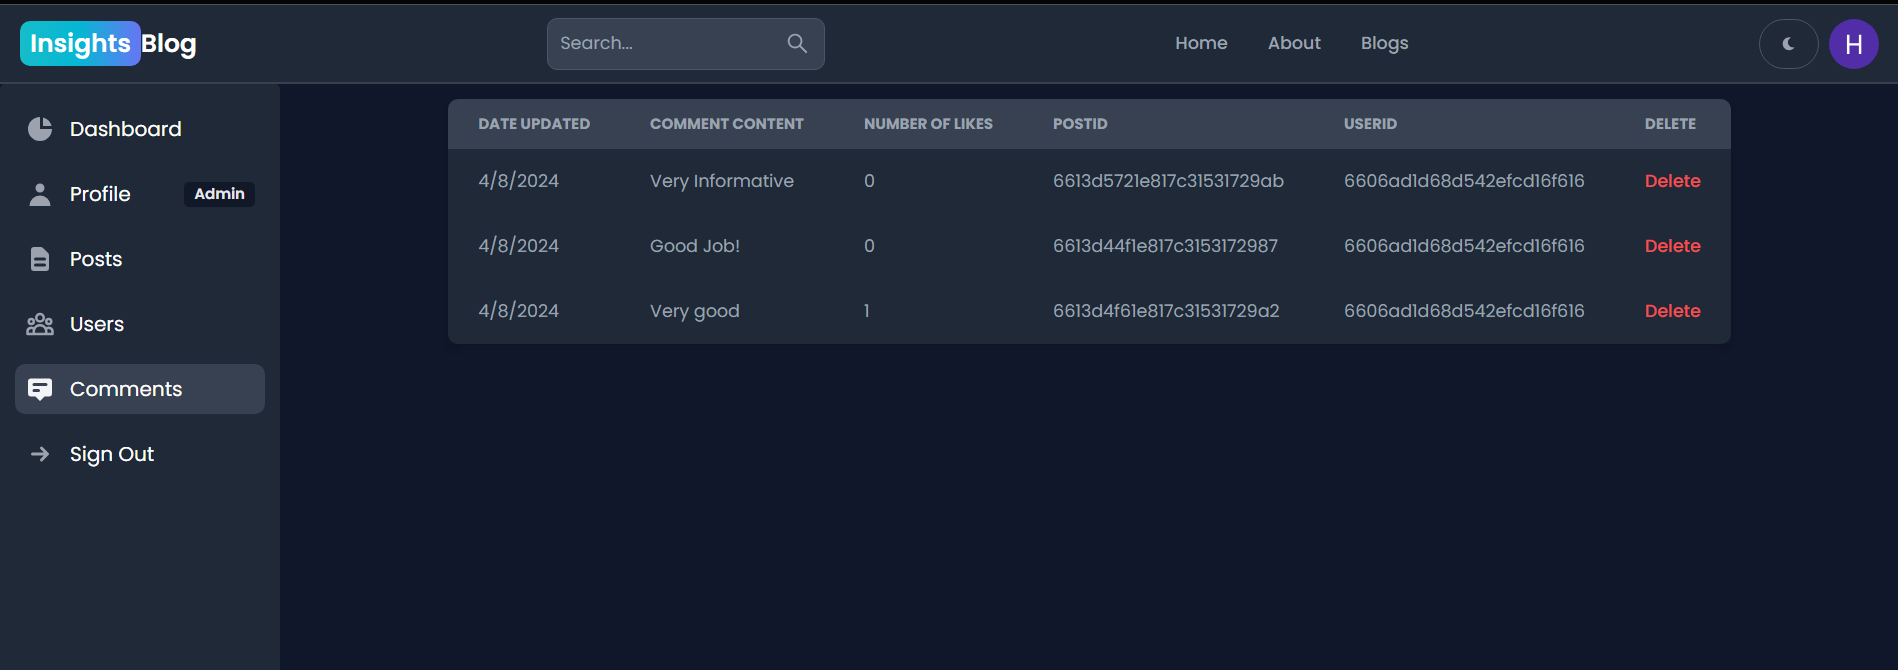 Insights Blog
Search...
Home About Blogs
H
Dashboard
Profile Admin
Posts
Users
Comments
Sign Out
DATE UPDATED COMMENT CONTENT NUMBER OF LIKES POSTID USERID DELETE
4/8/2024 Very Informative 0 6613d5721e817c31531729ab 6606ad1d68d542efcd16f616 Delete
4/8/2024 Good Job! 0 6613d44f1e817c3153172987 6606ad1d68d542efcd16f616 Delete
4/8/2024 Very good 1 6613d4f61e817c31531729a2 6606ad1d68d542efcd16f616 Delete